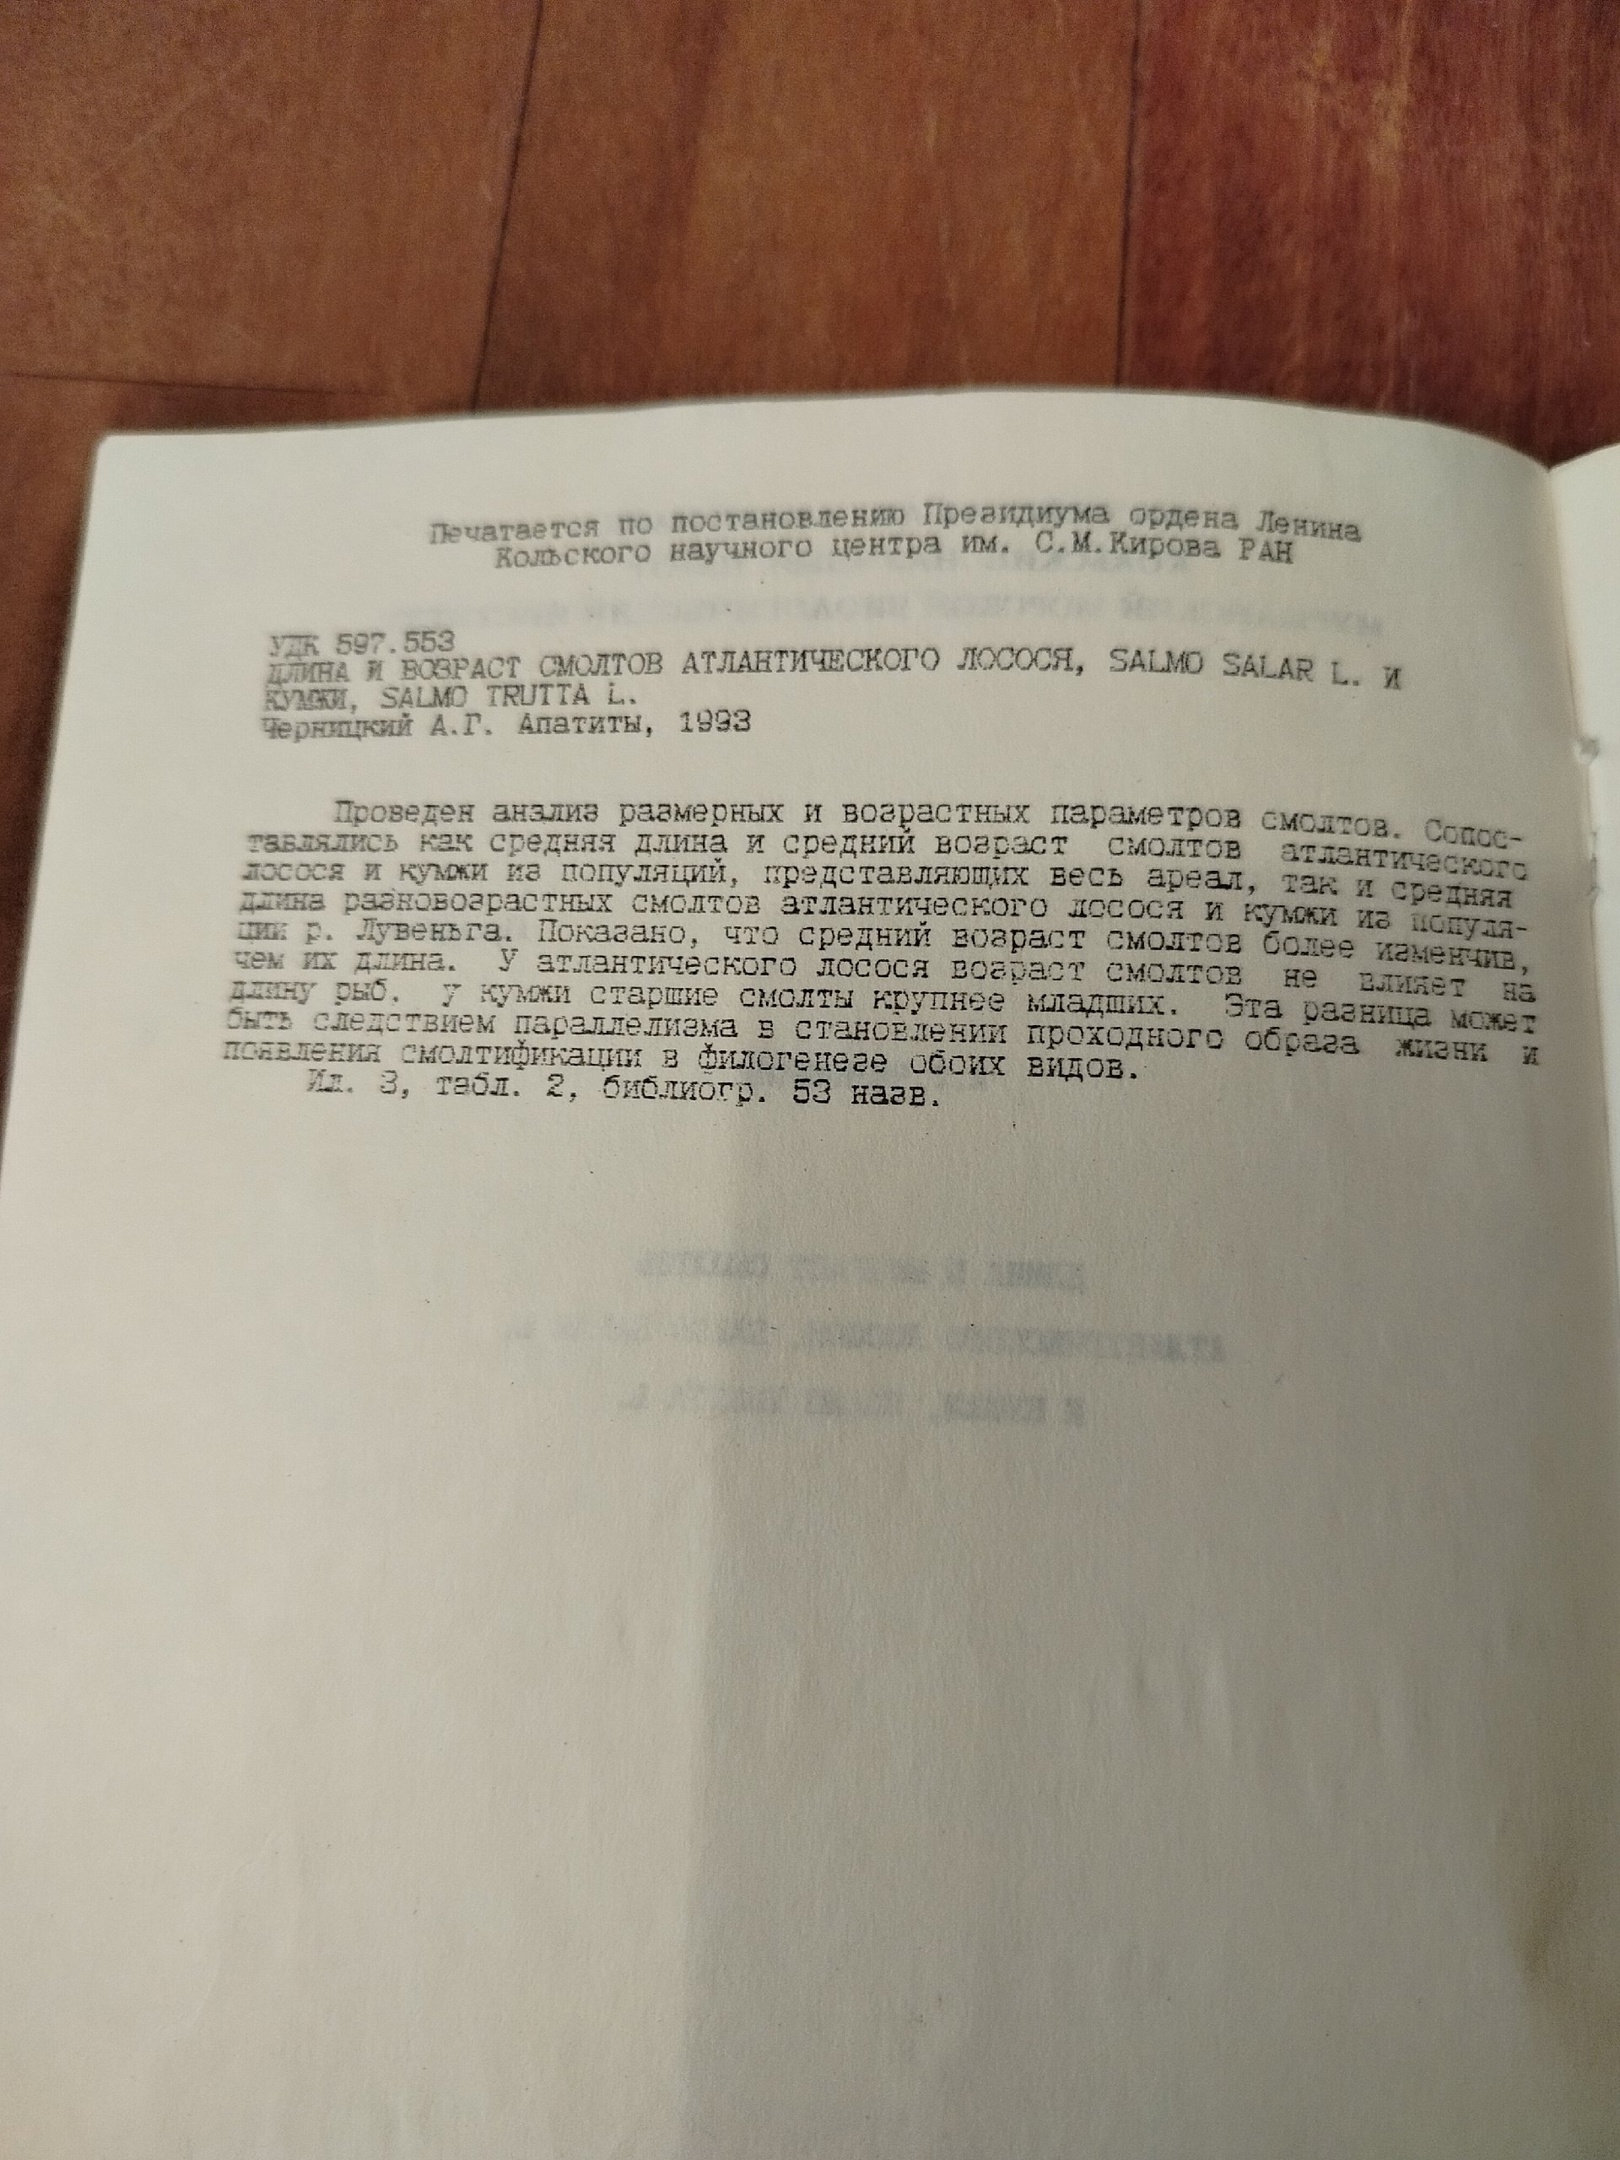 Печатается по постановлению Президиума ордена Ленина
Кольского научного центра им. С.М.Кирова РАН
УДК 597.553
ДЛИНА И ВОЗРАСТ СМОЛТОВ АТЛАНТИЧЕСКОГО ЛОСОСЯ, SALMO SALAR L. И
КУМЖИ, SALMO TRUTTA L.
Черницкий А.Г. Апатиты, 1993
Проведен анализ размерных и возрастных параметров смолтов. Сопос-
тавлялись как средняя длина и средний возраст смолтов атлантического
лосося и кумжи из популяций, представляющих весь ареал, так и средняя
длина разновозрастных смолтов атлантического лосося и кумжи из популя-
ции р. Лувеньга. Показано, что средний возраст смолтов более изменчив,
чем их длина. У атлантического лосося возраст смолтов не влияет на
длину рыб. у кумжи старшие смолты крупнее младших. Эта разница может
быть следствием параллелизма в становлении проходного образа жизни и
появления смолтификации в филогенезе обоих видов.
Ил. 3, табл. 2, библиогр. 53 назв.